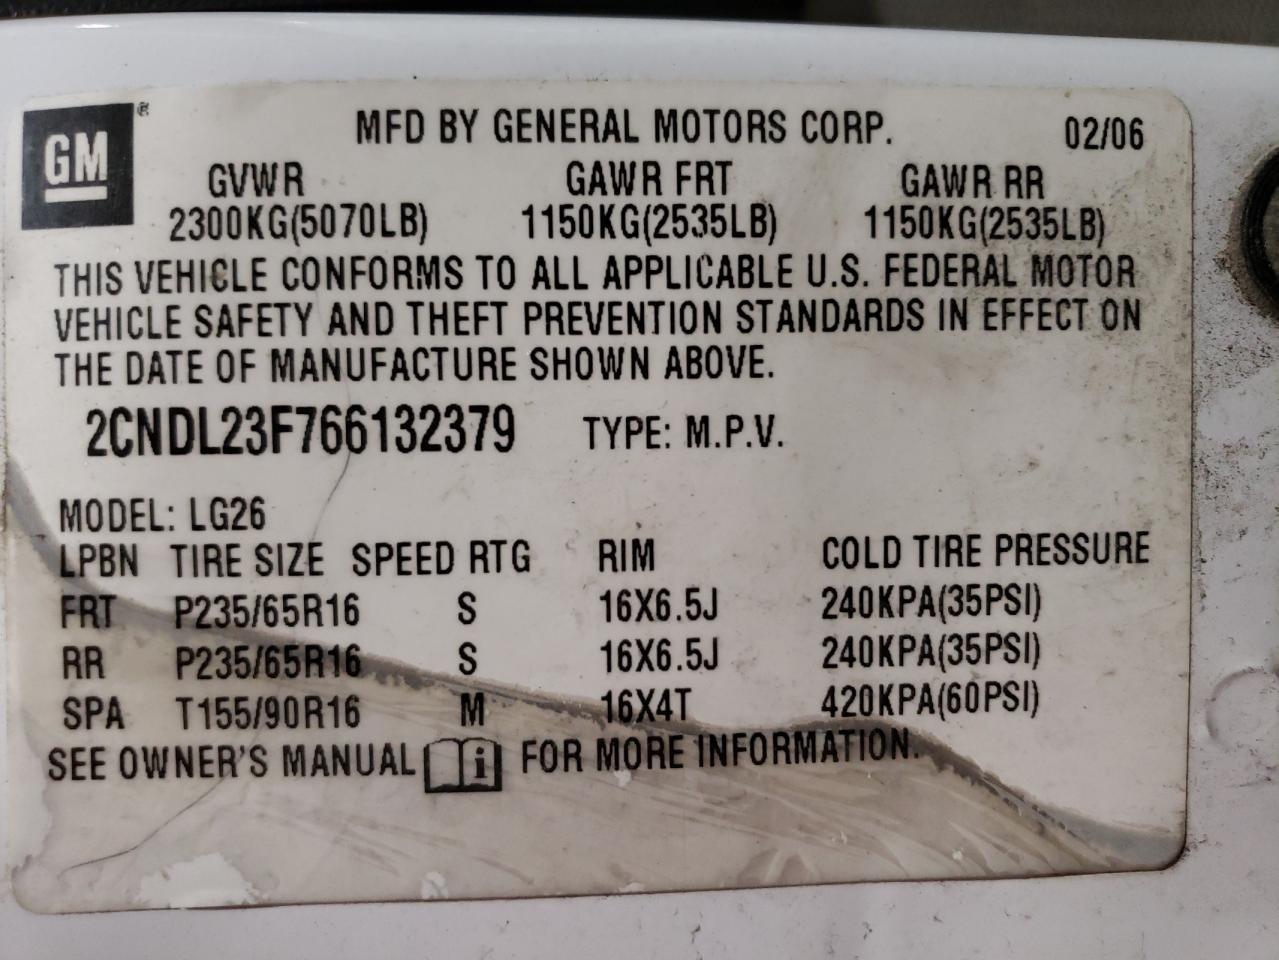 GM ®
MFD BY GENERAL MOTORS CORP. 02/06
GVWR GAWR FRT GAWR RR
2300KG(5070LB) 1150KG(2535LB) 1150KG(2535LB)
THIS VEHICLE CONFORMS TO ALL APPLICABLE U.S. FEDERAL MOTOR
VEHICLE SAFETY AND THEFT PREVENTION STANDARDS IN EFFECT ON
THE DATE OF MANUFACTURE SHOWN ABOVE.
2CNDL23F766132379 TYPE: M.P.V.
MODEL: LG26
LPBN TIRE SIZE SPEED RTG RIM COLD TIRE PRESSURE
FRT P235/65R16 S 16X6.5J 240KPA(35PSI)
RR P235/65R16 S 16X6.5J 240KPA(35PSI)
SPA T155/90R16 M 16X4T 420KPA(60PSI)
SEE OWNER'S MANUAL i FOR MORE INFORMATION.